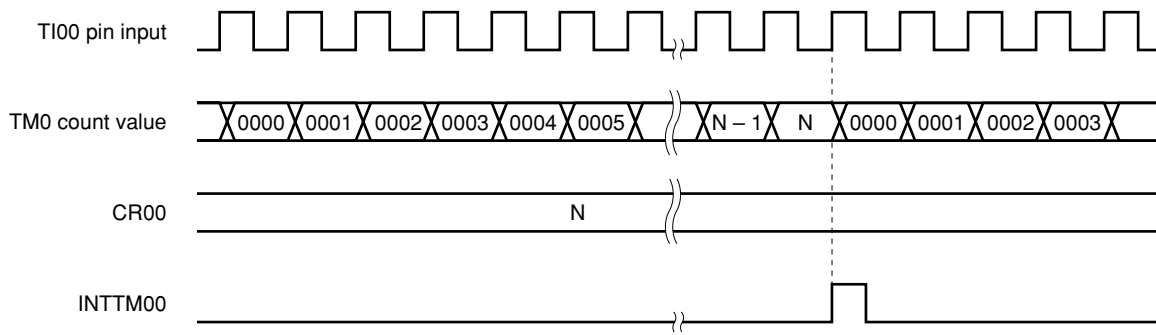 TI00 pin input
TM0 count value 0000 0001 0002 0003 0004 0005 N – 1 N 0000 0001 0002 0003
CR00 N
INTTM00